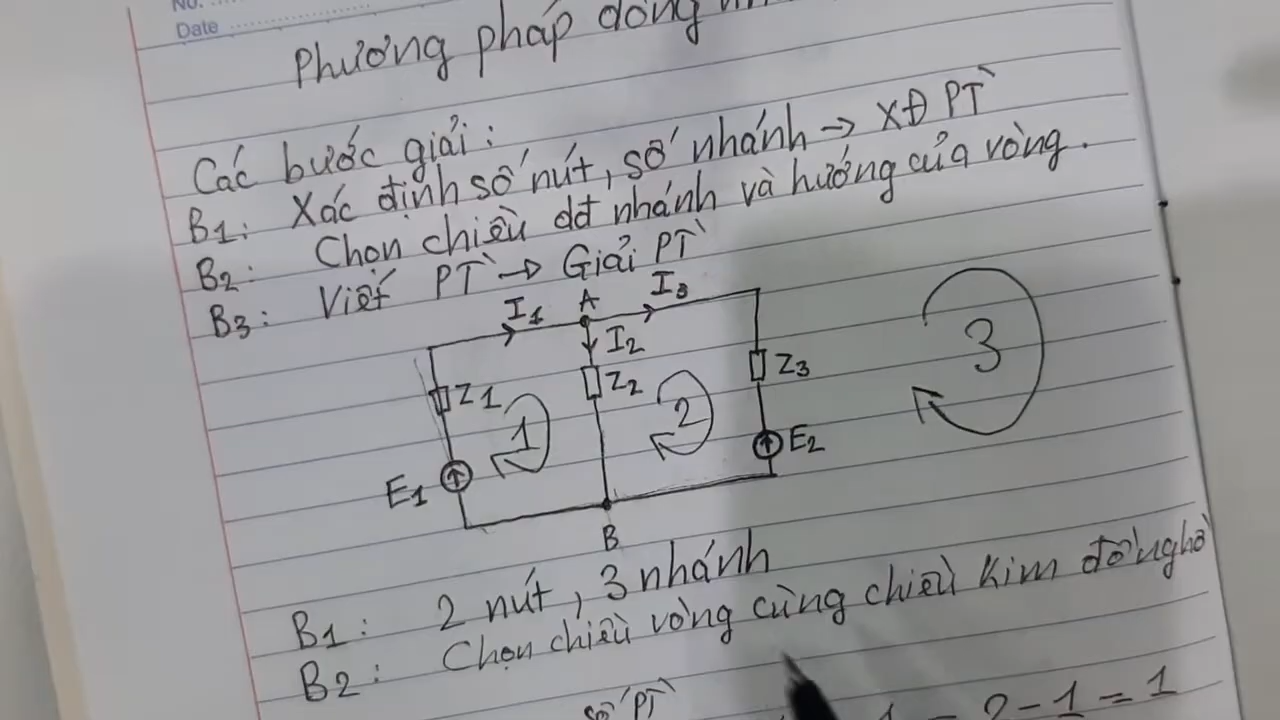 No.
Date
Phương pháp dòng
Các bước giải:
B1: Xác định số nút, số nhánh → XĐ PT
B2: Chọn chiều dđ nhánh và hướng của vòng.
B3: Viết PT → Giải PT
I1 A I3
I2
Z1 Z2 Z3
1 2 3
E1 E2
B
B1: 2 nút, 3 nhánh
B2: Chọn chiều vòng cùng chiều kim đồng hồ
số PT
2 - 1 = 1